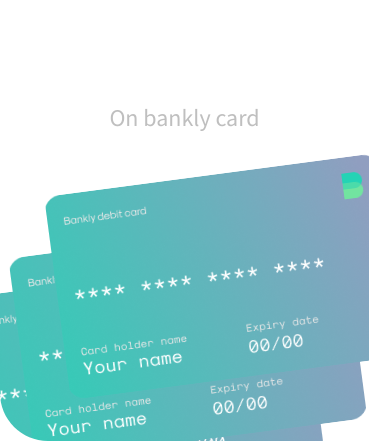 On bankly card
Bankly debit card
**** **** **** ****
Card holder name
Your name
Expiry date
00/00
Bankl
**
Card holder name
Your name
Expiry date
00/00
nkly
**